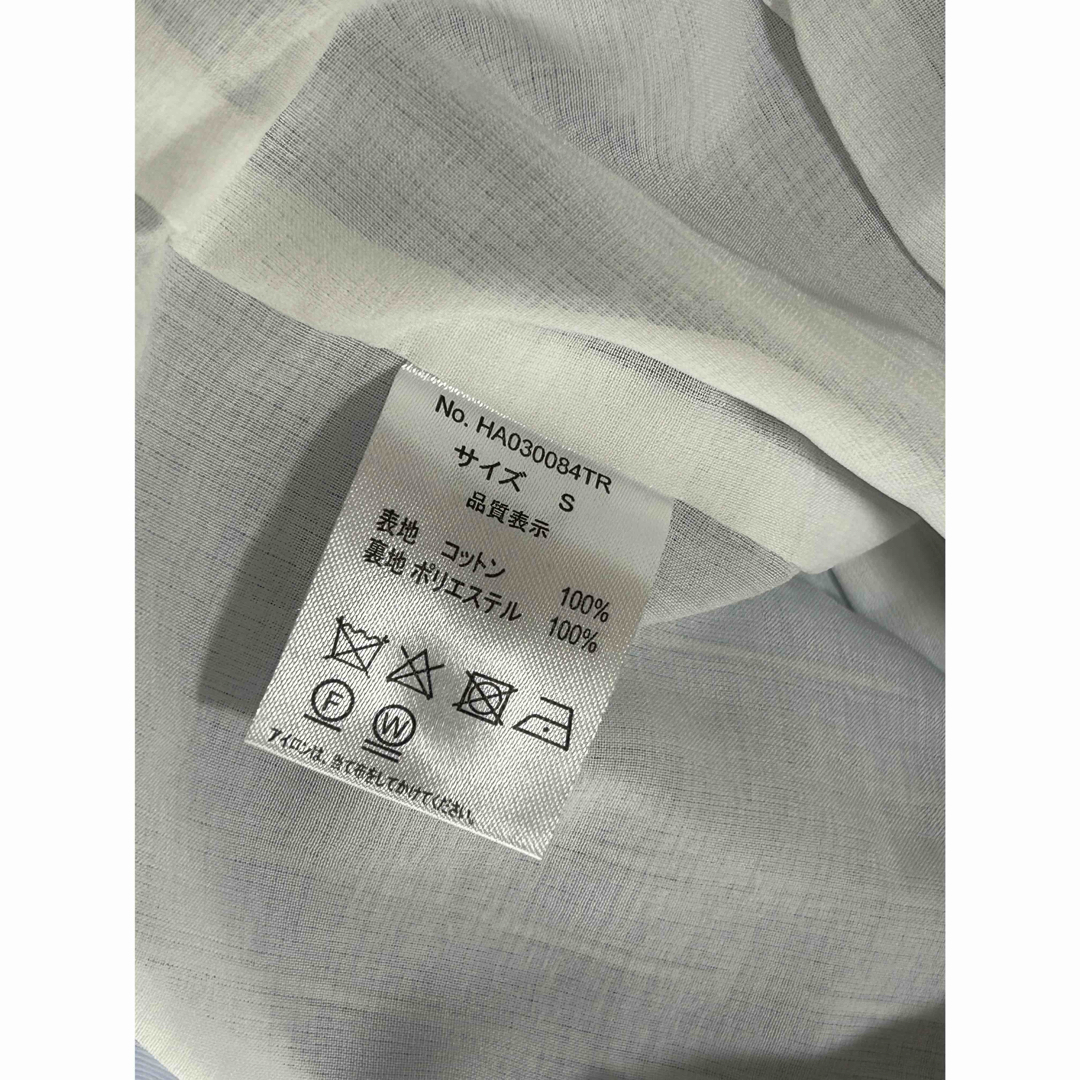 No. HA030084TR
サイズ S
品質表示
表地 コットン 100%
裏地 ポリエステル 100%
F W
アイロンは、当て布をしてかけてください。